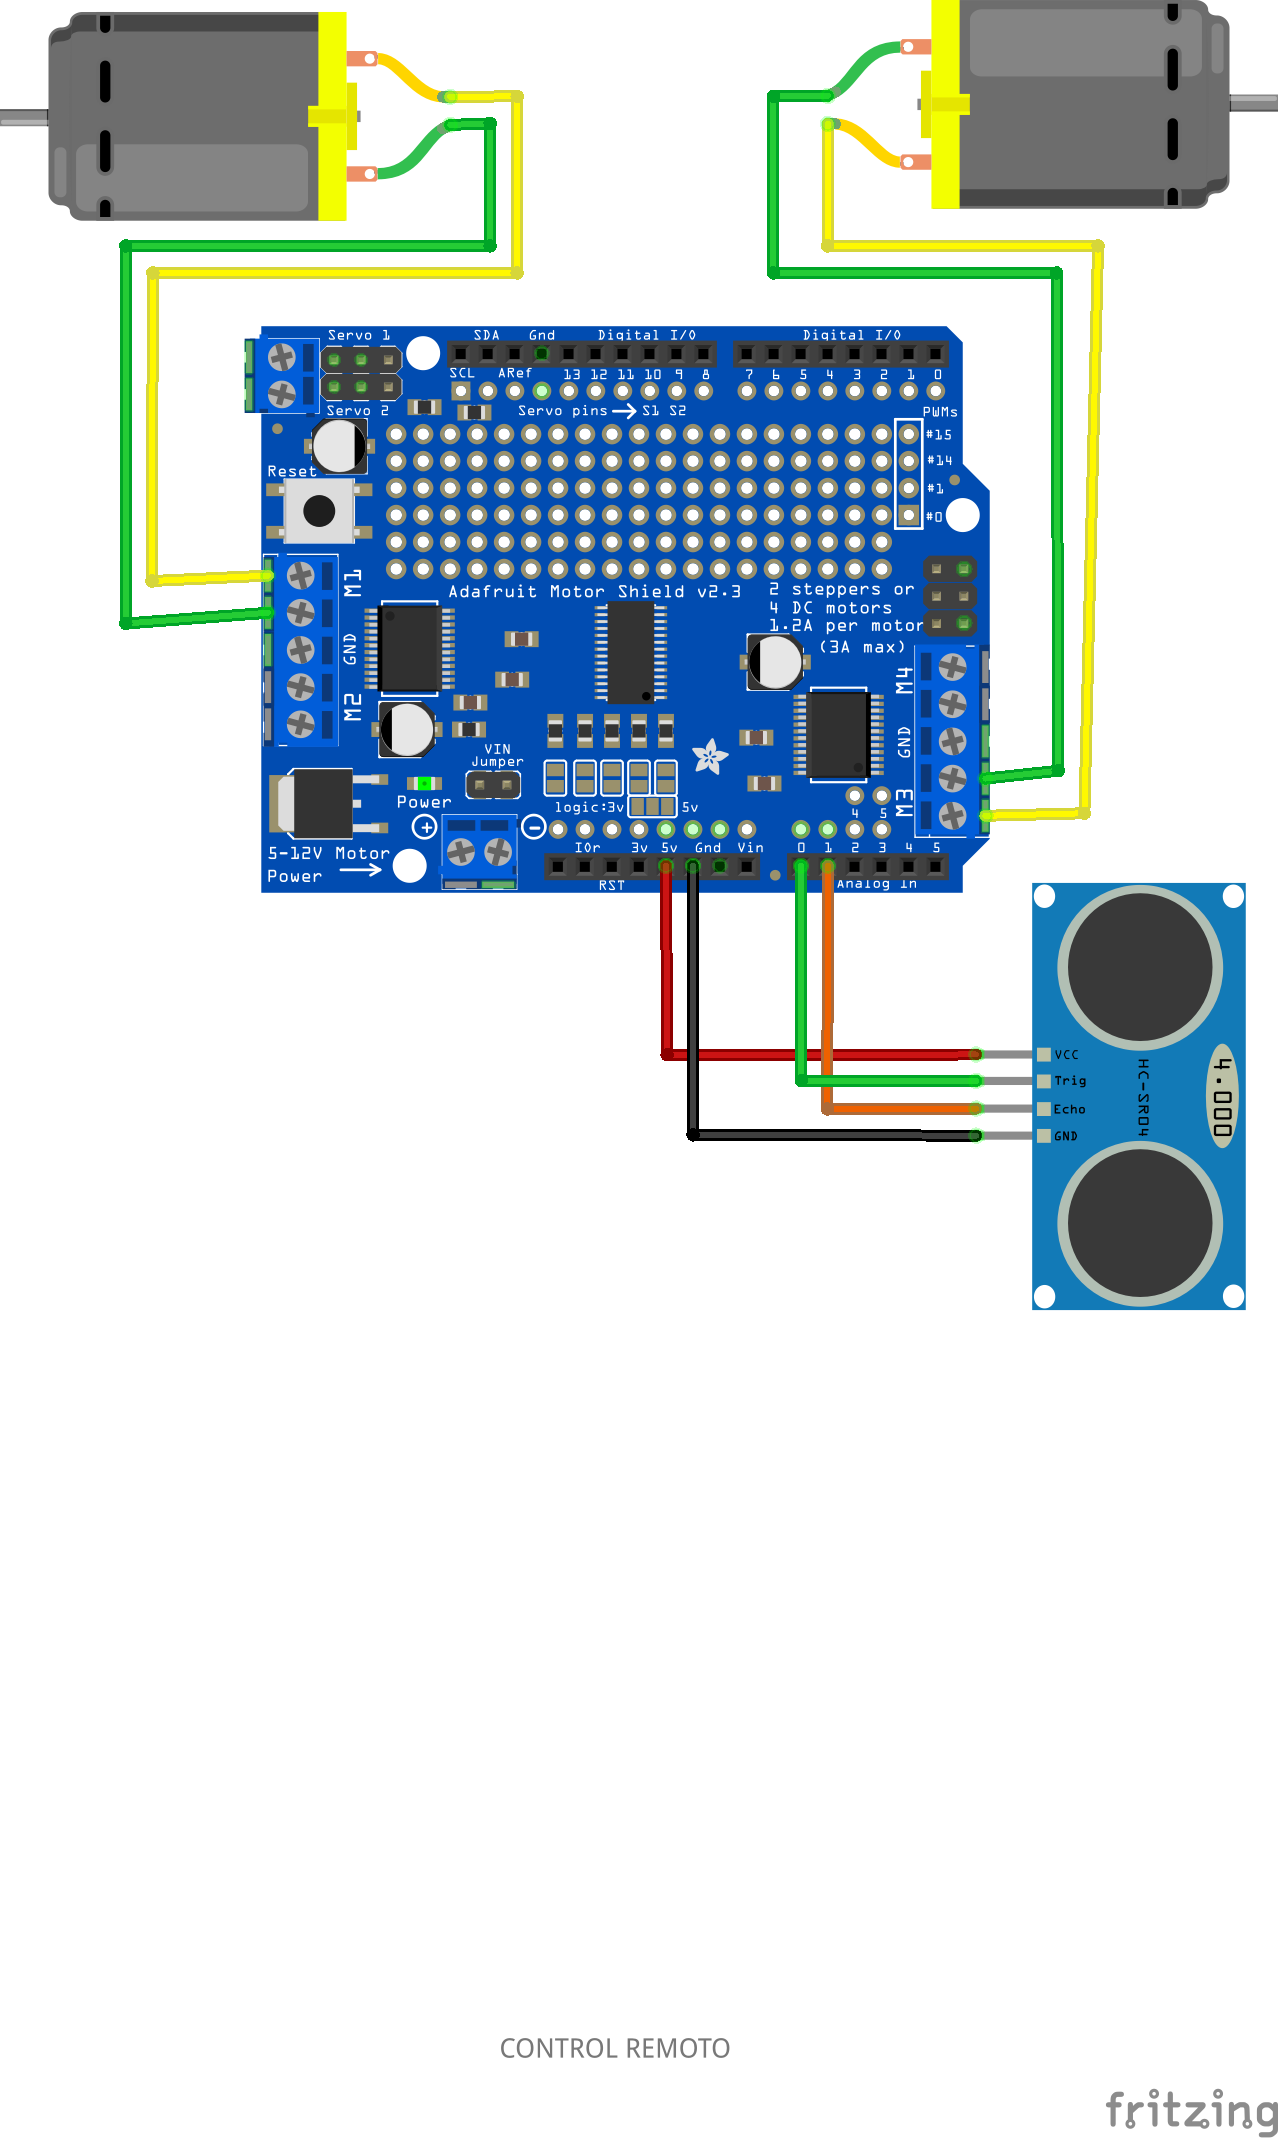 Servo 1
SDA Gnd Digital I/O Digital I/O
SCL ARef 13 12 11 10 9 8 7 6 5 4 3 2 1 0
Servo 2
Servo pins S1 S2
PWMs
#15
#14
#1
#0
Reset
M1
GND
M2
Adafruit Motor Shield v2.3
2 steppers or
4 DC motors
1.2A per motor
(3A max)
M4
GND
M3
VIN
Jumper
Power
logic:3v 5v
4 5
+
-
5-12V Motor
Power
IOr 3v 5v Gnd Vin 0 1 2 3 4 5
RST
Analog In
VCC
Trig
Echo
GND
HC-SR04
4.000
CONTROL REMOTO
fritzing